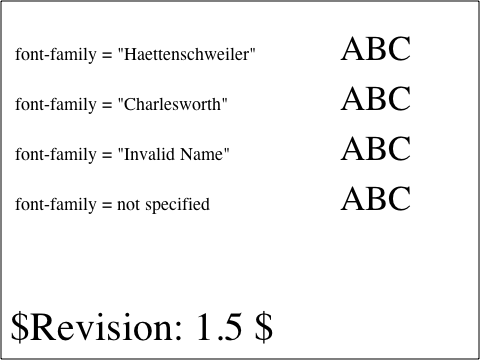 font-family = "Haettenschweiler" ABC
font-family = "Charlesworth" ABC
font-family = "Invalid Name" ABC
font-family = not specified ABC
$Revision: 1.5 $